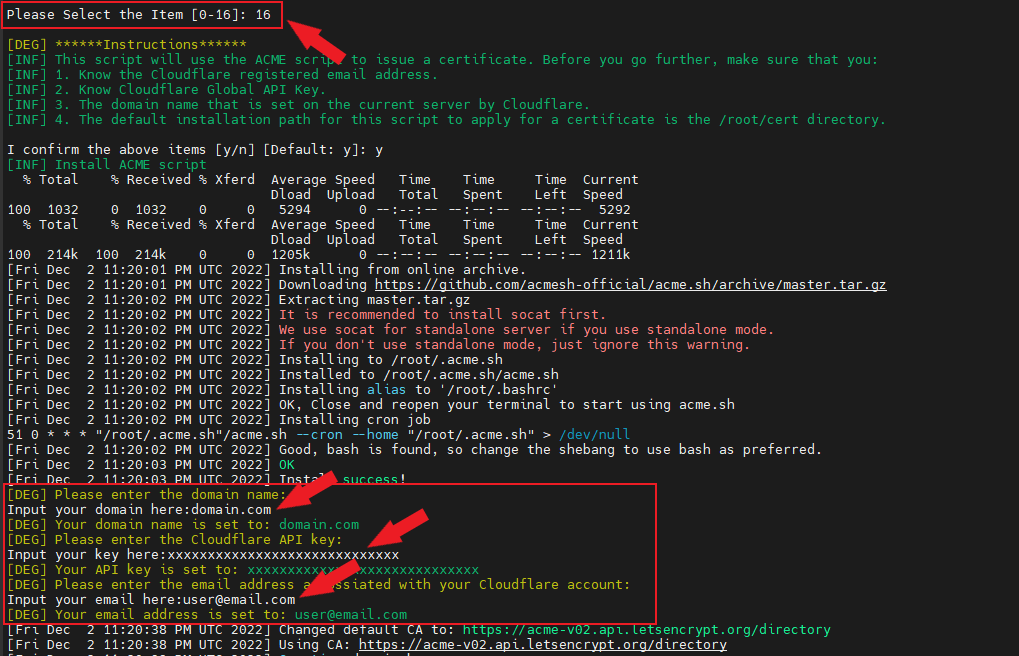 Please Select the Item [0-16]: 16
[DEG] ******Instructions******
[INF] This script will use the ACME script to issue a certificate. Before you go further, make sure that you:
[INF] 1. Know the Cloudflare registered email address.
[INF] 2. Know Cloudflare Global API Key.
[INF] 3. The domain name that is set on the current server by Cloudflare.
[INF] 4. The default installation path for this script to apply for a certificate is the /root/cert directory.
I confirm the above items [y/n] [Default: y]: y
[INF] Install ACME script
% Total    % Received % Xferd  Average Speed   Time    Time     Time  Current
Dload  Upload   Total   Spent    Left  Speed
100  1032    0  1032    0     0   5294      0 --:--:-- --:--:-- --:--:--  5292
% Total    % Received % Xferd  Average Speed   Time    Time     Time  Current
Dload  Upload   Total   Spent    Left  Speed
100  214k  100  214k    0     0  1205k      0 --:--:-- --:--:-- --:--:-- 1211k
[Fri Dec  2 11:20:01 PM UTC 2022] Installing from online archive.
[Fri Dec  2 11:20:01 PM UTC 2022] Downloading https://github.com/acmesh-official/acme.sh/archive/master.tar.gz
[Fri Dec  2 11:20:02 PM UTC 2022] Extracting master.tar.gz
[Fri Dec  2 11:20:02 PM UTC 2022] It is recommended to install socat first.
[Fri Dec  2 11:20:02 PM UTC 2022] We use socat for standalone server if you use standalone mode.
[Fri Dec  2 11:20:02 PM UTC 2022] If you don't use standalone mode, just ignore this warning.
[Fri Dec  2 11:20:02 PM UTC 2022] Installing to /root/.acme.sh
[Fri Dec  2 11:20:02 PM UTC 2022] Installed to /root/.acme.sh/acme.sh
[Fri Dec  2 11:20:02 PM UTC 2022] Installing alias to '/root/.bashrc'
[Fri Dec  2 11:20:02 PM UTC 2022] OK, Close and reopen your terminal to start using acme.sh
[Fri Dec  2 11:20:02 PM UTC 2022] Installing cron job
51 0 * * * "/root/.acme.sh"/acme.sh --cron --home "/root/.acme.sh" > /dev/null
[Fri Dec  2 11:20:02 PM UTC 2022] Good, bash is found, so change the shebang to use bash as preferred.
[Fri Dec  2 11:20:03 PM UTC 2022] OK
[Fri Dec  2 11:20:03 PM UTC 2022] Install success!
[DEG] Please enter the domain name:
Input your domain here:domain.com
[DEG] Your domain name is set to: domain.com
[DEG] Please enter the Cloudflare API key:
Input your key here:xxxxxxxxxxxxxxxxxxxxxxxxxxxxx
[DEG] Your API key is set to: xxxxxxxxxxxxxxxxxxxxxxxxxxxxx
[DEG] Please enter the email address associated with your Cloudflare account:
Input your email here:user@email.com
[DEG] Your email address is set to: user@email.com
[Fri Dec  2 11:20:38 PM UTC 2022] Changed default CA to: https://acme-v02.api.letsencrypt.org/directory
[Fri Dec  2 11:20:38 PM UTC 2022] Using CA: https://acme-v02.api.letsencrypt.org/directory